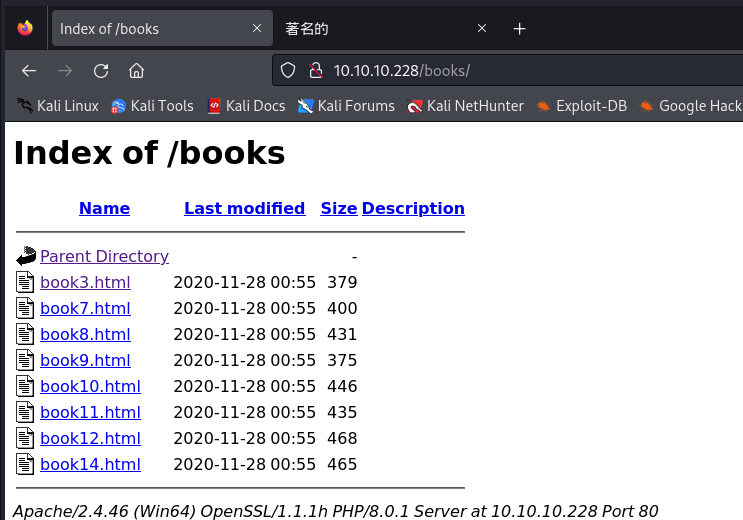 Index of /books
著名的
10.10.10.228/books/
Kali Linux Kali Tools Kali Docs Kali Forums Kali NetHunter Exploit-DB Google Hack
Index of /books
Name Last modified Size Description
Parent Directory -
book3.html 2020-11-28 00:55 379
book7.html 2020-11-28 00:55 400
book8.html 2020-11-28 00:55 431
book9.html 2020-11-28 00:55 375
book10.html 2020-11-28 00:55 446
book11.html 2020-11-28 00:55 435
book12.html 2020-11-28 00:55 468
book14.html 2020-11-28 00:55 465
Apache/2.4.46 (Win64) OpenSSL/1.1.1h PHP/8.0.1 Server at 10.10.10.228 Port 80